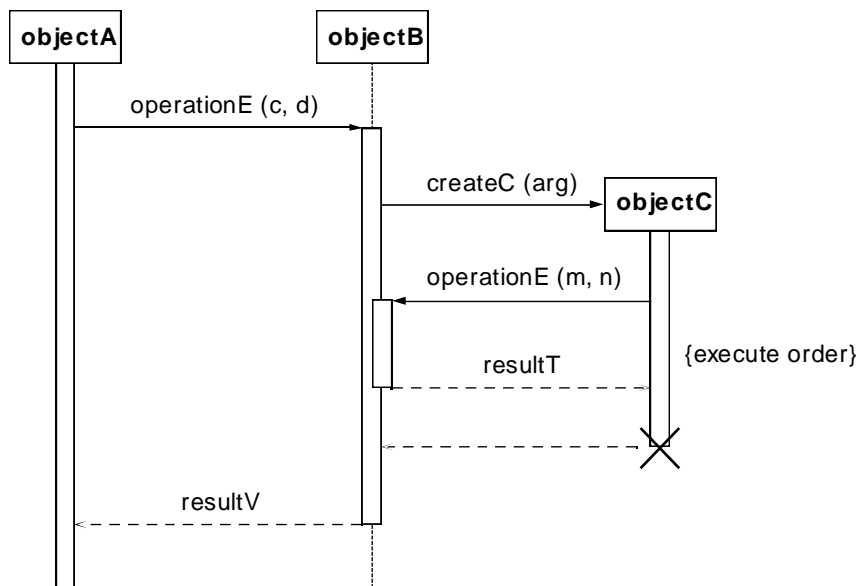 objectA
objectB
operationE (c, d)
createC (arg)
objectC
operationE (m, n)
resultT
{execute order}
resultV